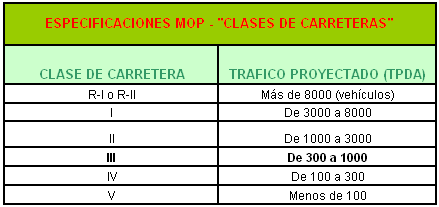 ESPECIFICACIONES MOP - "CLASES DE CARRETERAS"
CLASE DE CARRETERA TRAFICO PROYECTADO (TPDA)
R-I o R-II Más de 8000 (vehículos)
I De 3000 a 8000
II De 1000 a 3000
III De 300 a 1000
IV De 100 a 300
V Menos de 100